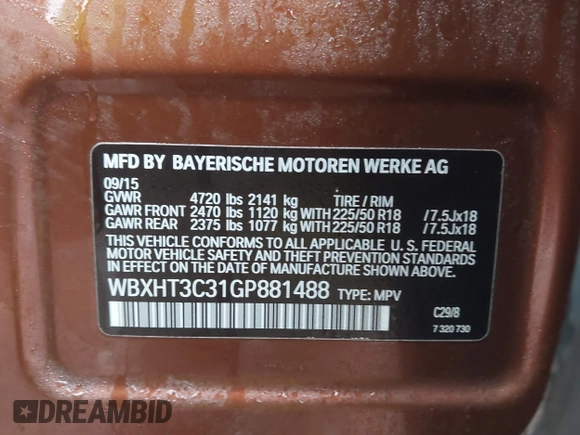 MFD BY BAYERISCHE MOTOREN WERKE AG
09/15
GVWR 4720 lbs 2141 kg TIRE / RIM
GAWR FRONT 2470 lbs 1120 kg WITH 225/50 R18 /7.5Jx18
GAWR REAR 2375 lbs 1077 kg WITH 225/50 R18 /7.5Jx18
THIS VEHICLE CONFORMS TO ALL APPLICABLE U. S. FEDERAL
MOTOR VEHICLE SAFETY AND THEFT PREVENTION STANDARDS
IN EFFECT ON THE DATE OF MANUFACTURE SHOWN ABOVE.
WBXHT3C31GP881488 TYPE: MPV
C29/8
7 320 730
DREAMBID